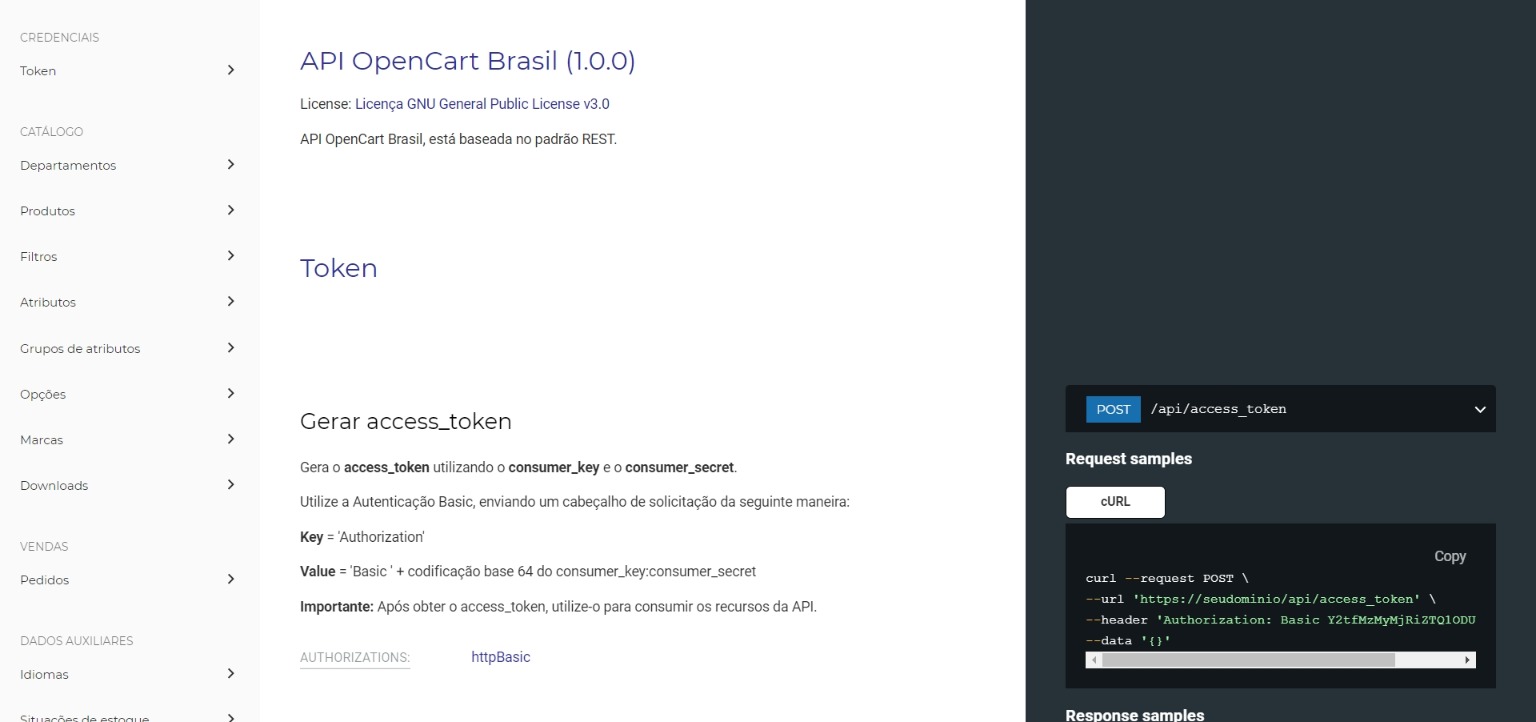 CREDENCIAIS
Token
CATÁLOGO
Departamentos
Produtos
Filtros
Atributos
Grupos de atributos
Opções
Marcas
Downloads
VENDAS
Pedidos
DADOS AUXILIARES
Idiomas
Situações de estoque
API OpenCart Brasil (1.0.0)
License: Licença GNU General Public License v3.0
API OpenCart Brasil, está baseada no padrão REST.
Token
Gerar access_token
Gera o access_token utilizando o consumer_key e o consumer_secret.
Utilize a Autenticação Basic, enviando um cabeçalho de solicitação da seguinte maneira:
Key = 'Authorization'
Value = 'Basic ' + codificação base 64 do consumer_key:consumer_secret
Importante: Após obter o access_token, utilize-o para consumir os recursos da API.
AUTHORIZATIONS: httpBasic
POST /api/access_token
Request samples
cURL
Copy
curl --request POST \
--url 'https://seudominio/api/access_token' \
--header 'Authorization: Basic Y2tfMzMyMjRiZTQ1ODU
--data '{}'
Response samples